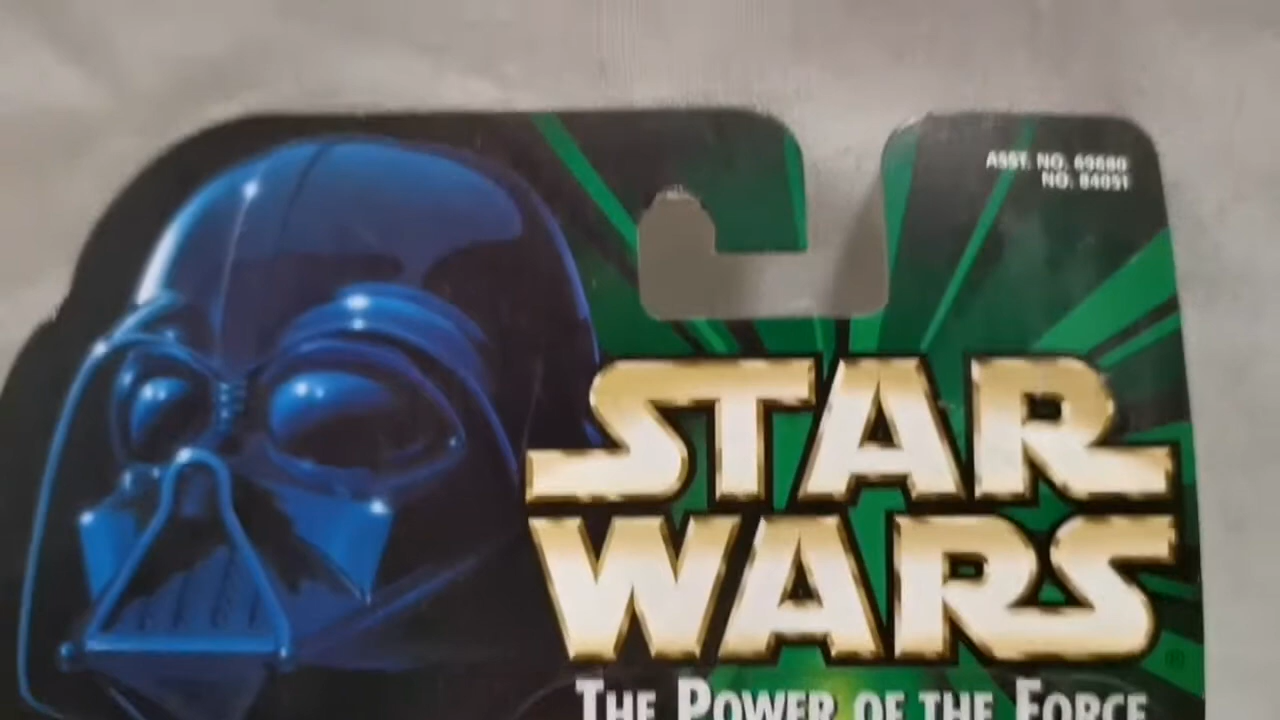 ASST. NO. 69680
NO. 84051
STAR
WARS
THE POWER OF THE FORCE